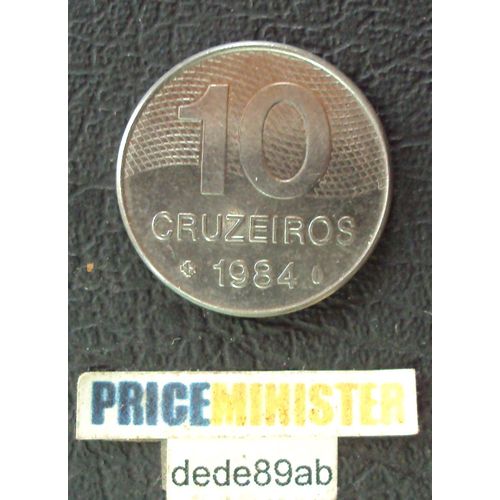 10
CRUZEIROS
1984
PRICEMINISTER
dede89ab